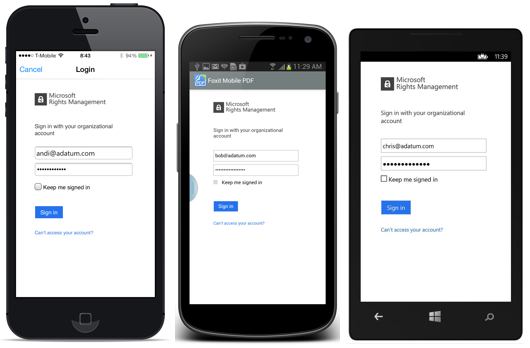 T-Mobile
8:43
94%
Cancel
Login
Microsoft
Rights Management
Sign in with your organizational
account
andi@adatum.com
••••••••••••
Keep me signed in
Sign in
Can't access your account?
11:29 AM
Foxit Mobile PDF
Microsoft
Rights Management
Sign in with your organizational
account
bob@adatum.com
••••••••••••••••
Keep me signed in
Sign in
Can't access your account?
11:39
Microsoft
Rights Management
Sign in with your organizational
account
chris@adatum.com
•••••••••••••
Keep me signed in
Sign in
Can't access your account?